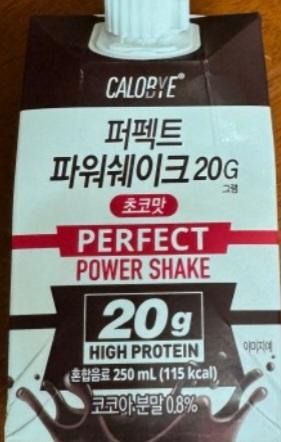 CALOBYE®
퍼펙트
파워쉐이크 20G
그램
초코맛
PERFECT
POWER SHAKE
20g
HIGH PROTEIN
혼합음료 250 mL (115 kcal)
이미지예
코코아분말 0.8%